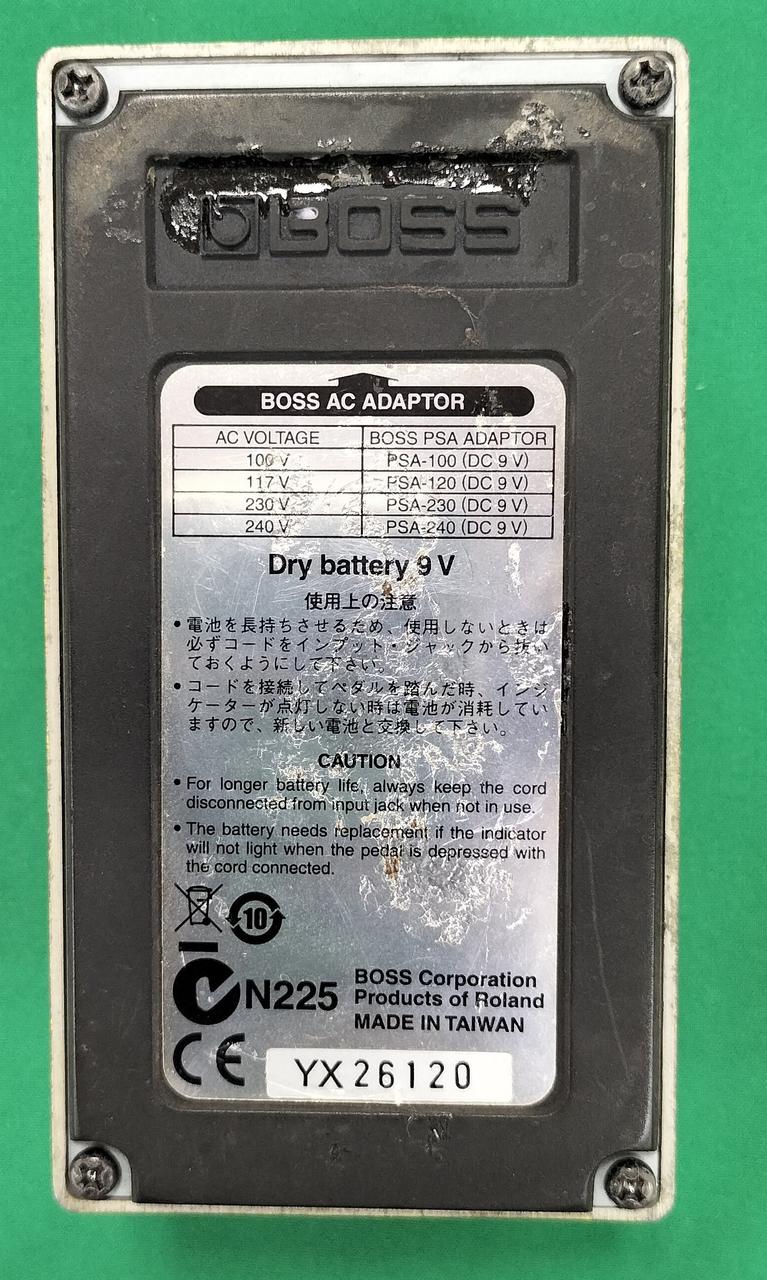 BOSS
BOSS AC ADAPTOR
AC VOLTAGE BOSS PSA ADAPTOR
100 V PSA-100 (DC 9 V)
117 V PSA-120 (DC 9 V)
230 V PSA-230 (DC 9 V)
240 V PSA-240 (DC 9 V)
Dry battery 9 V
使用上の注意
• 電池を長持ちさせるため、使用しないときは
必ずコードをインプット・ジャックから抜い
ておくようにして下さい。
• コードを接続してペダルを踏んだ時、インジ
ケーターが点灯しない時は電池が消耗してい
ますので、新しい電池と交換して下さい。
CAUTION
• For longer battery life, always keep the cord
disconnected from input jack when not in use.
• The battery needs replacement if the indicator
will not light when the pedal is depressed with
the cord connected.
10
N225
BOSS Corporation
Products of Roland
MADE IN TAIWAN
CE
YX26120